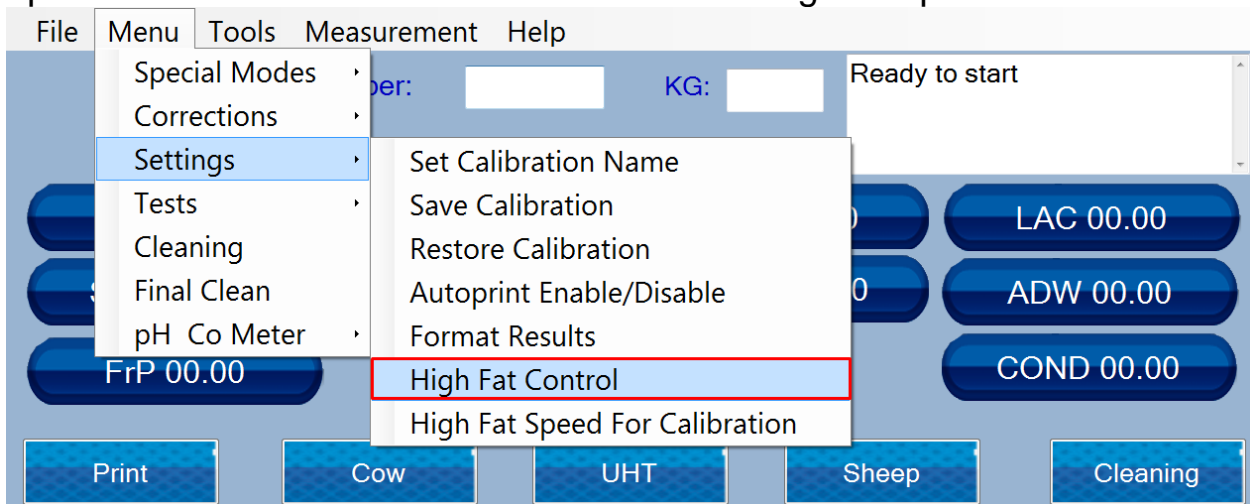 File Menu Tools Measurement Help
Special Modes
ber: KG:
Ready to start
Corrections
Settings
Set Calibration Name
Tests
Save Calibration
LAC 00.00
Cleaning
Restore Calibration
Final Clean
Autoprint Enable/Disable
ADW 00.00
pH Co Meter
Format Results
FrP 00.00
High Fat Control
COND 00.00
High Fat Speed For Calibration
Print Cow UHT Sheep Cleaning